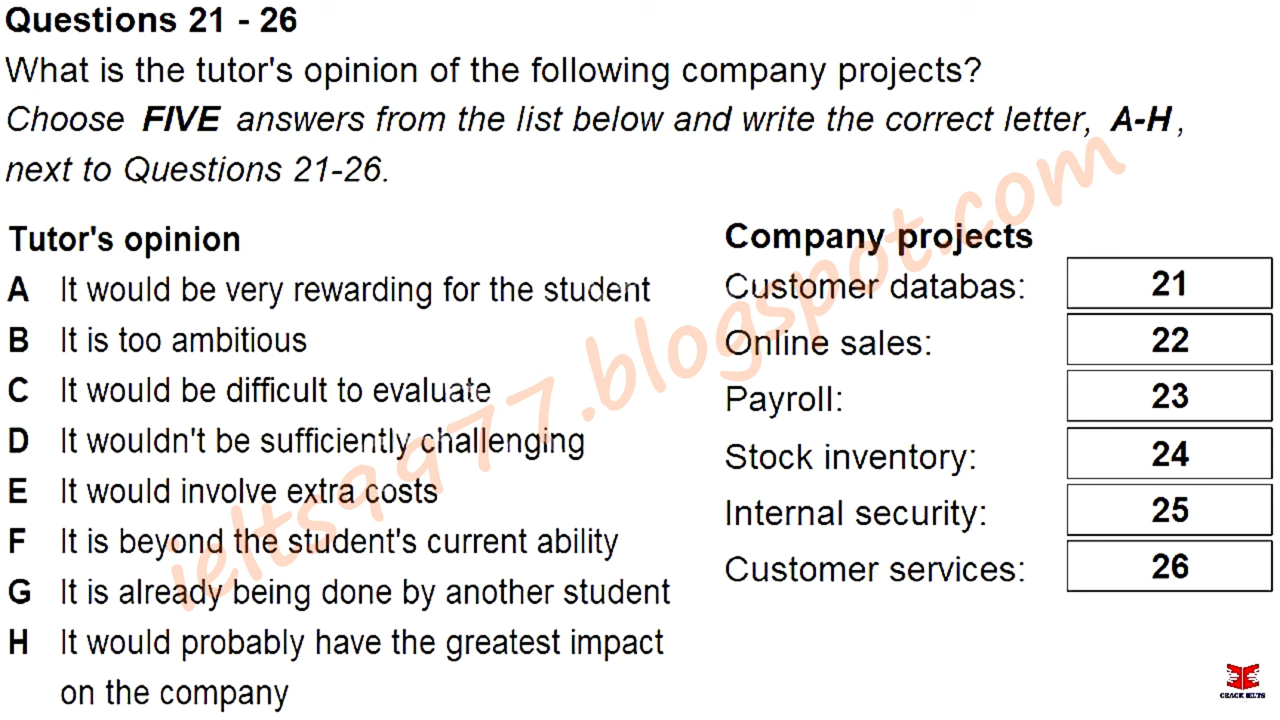 Questions 21 - 26
What is the tutor's opinion of the following company projects?
Choose FIVE answers from the list below and write the correct letter, A-H,
next to Questions 21-26.
Tutor's opinion
A It would be very rewarding for the student
B It is too ambitious
C It would be difficult to evaluate
D It wouldn't be sufficiently challenging
E It would involve extra costs
F It is beyond the student's current ability
G It is already being done by another student
H It would probably have the greatest impact
on the company
Company projects
Customer databas: 21
Online sales: 22
Payroll: 23
Stock inventory: 24
Internal security: 25
Customer services: 26
ielts9977.blogspot.com
CRACK IELTS